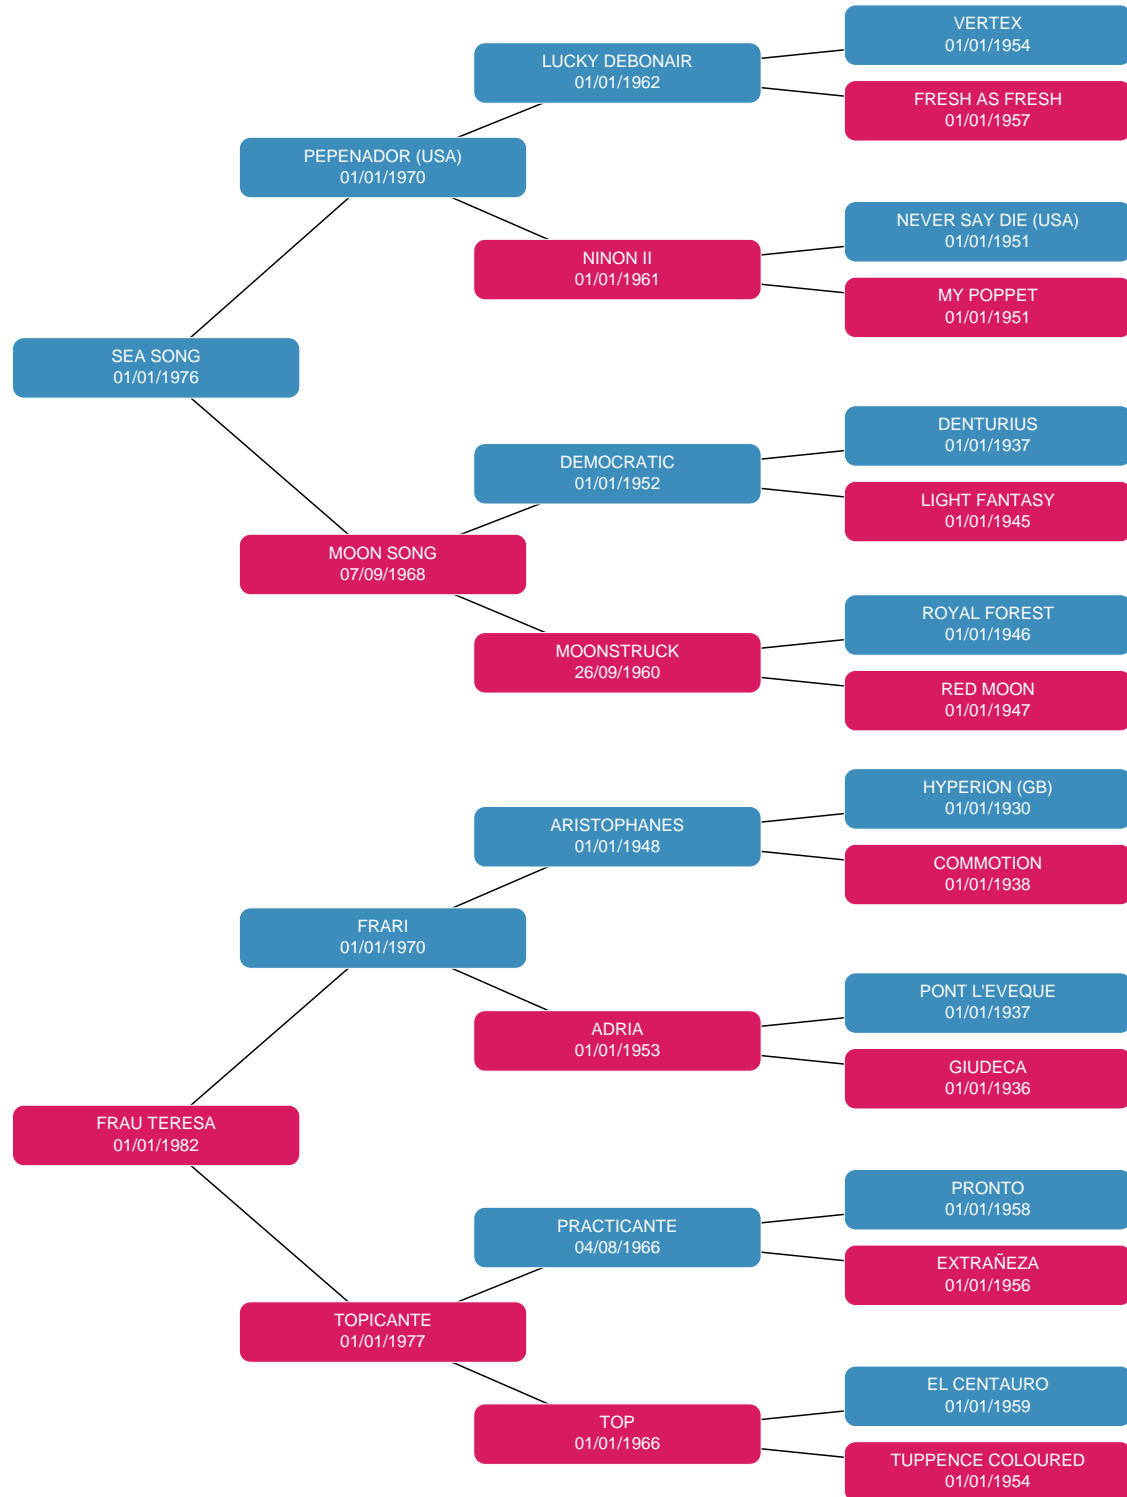 VERTEX
01/01/1954
LUCKY DEBONAIR
01/01/1962
FRESH AS FRESH
01/01/1957
PEPENADOR (USA)
01/01/1970
NEVER SAY DIE (USA)
01/01/1951
NINON II
01/01/1961
MY POPPET
01/01/1951
SEA SONG
01/01/1976
DENTURIUS
01/01/1937
DEMOCRATIC
01/01/1952
LIGHT FANTASY
01/01/1945
MOON SONG
07/09/1968
ROYAL FOREST
01/01/1946
MOONSTRUCK
26/09/1960
RED MOON
01/01/1947
HYPERION (GB)
01/01/1930
ARISTOPHANES
01/01/1948
COMMOTION
01/01/1938
FRARI
01/01/1970
PONT L'EVEQUE
01/01/1937
ADRIA
01/01/1953
GIUDECA
01/01/1936
FRAU TERESA
01/01/1982
PRONTO
01/01/1958
PRACTICANTE
04/08/1966
EXTRAÑEZA
01/01/1956
TOPICANTE
01/01/1977
EL CENTAURO
01/01/1959
TOP
01/01/1966
TUPPENCE COLOURED
01/01/1954